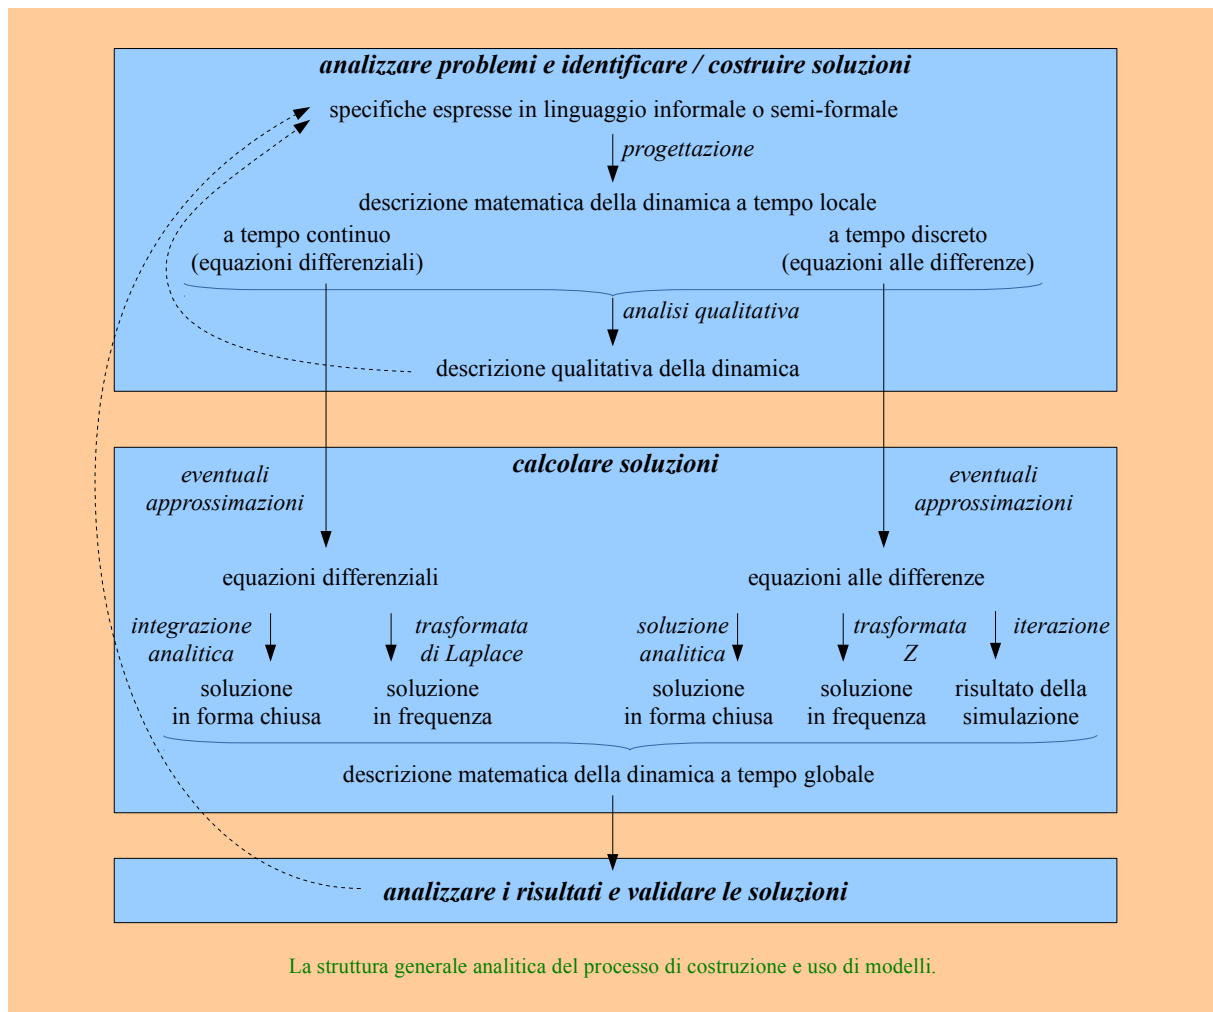 analizzare problemi e identificare / costruire soluzioni
specifiche espresse in linguaggio informale o semi-formale
progettazione
descrizione matematica della dinamica a tempo locale
a tempo continuo
(equazioni differenziali)
a tempo discreto
(equazioni alle differenze)
analisi qualitativa
descrizione qualitativa della dinamica
calcolare soluzioni
eventuali
approssimazioni
eventuali
approssimazioni
equazioni differenziali
equazioni alle differenze
integrazione
analitica
trasformata
di Laplace
soluzione
analitica
trasformata
Z
iterazione
soluzione
in forma chiusa
soluzione
in frequenza
soluzione
in forma chiusa
soluzione
in frequenza
risultato della
simulazione
descrizione matematica della dinamica a tempo globale
analizzare i risultati e validare le soluzioni
La struttura generale analitica del processo di costruzione e uso di modelli.